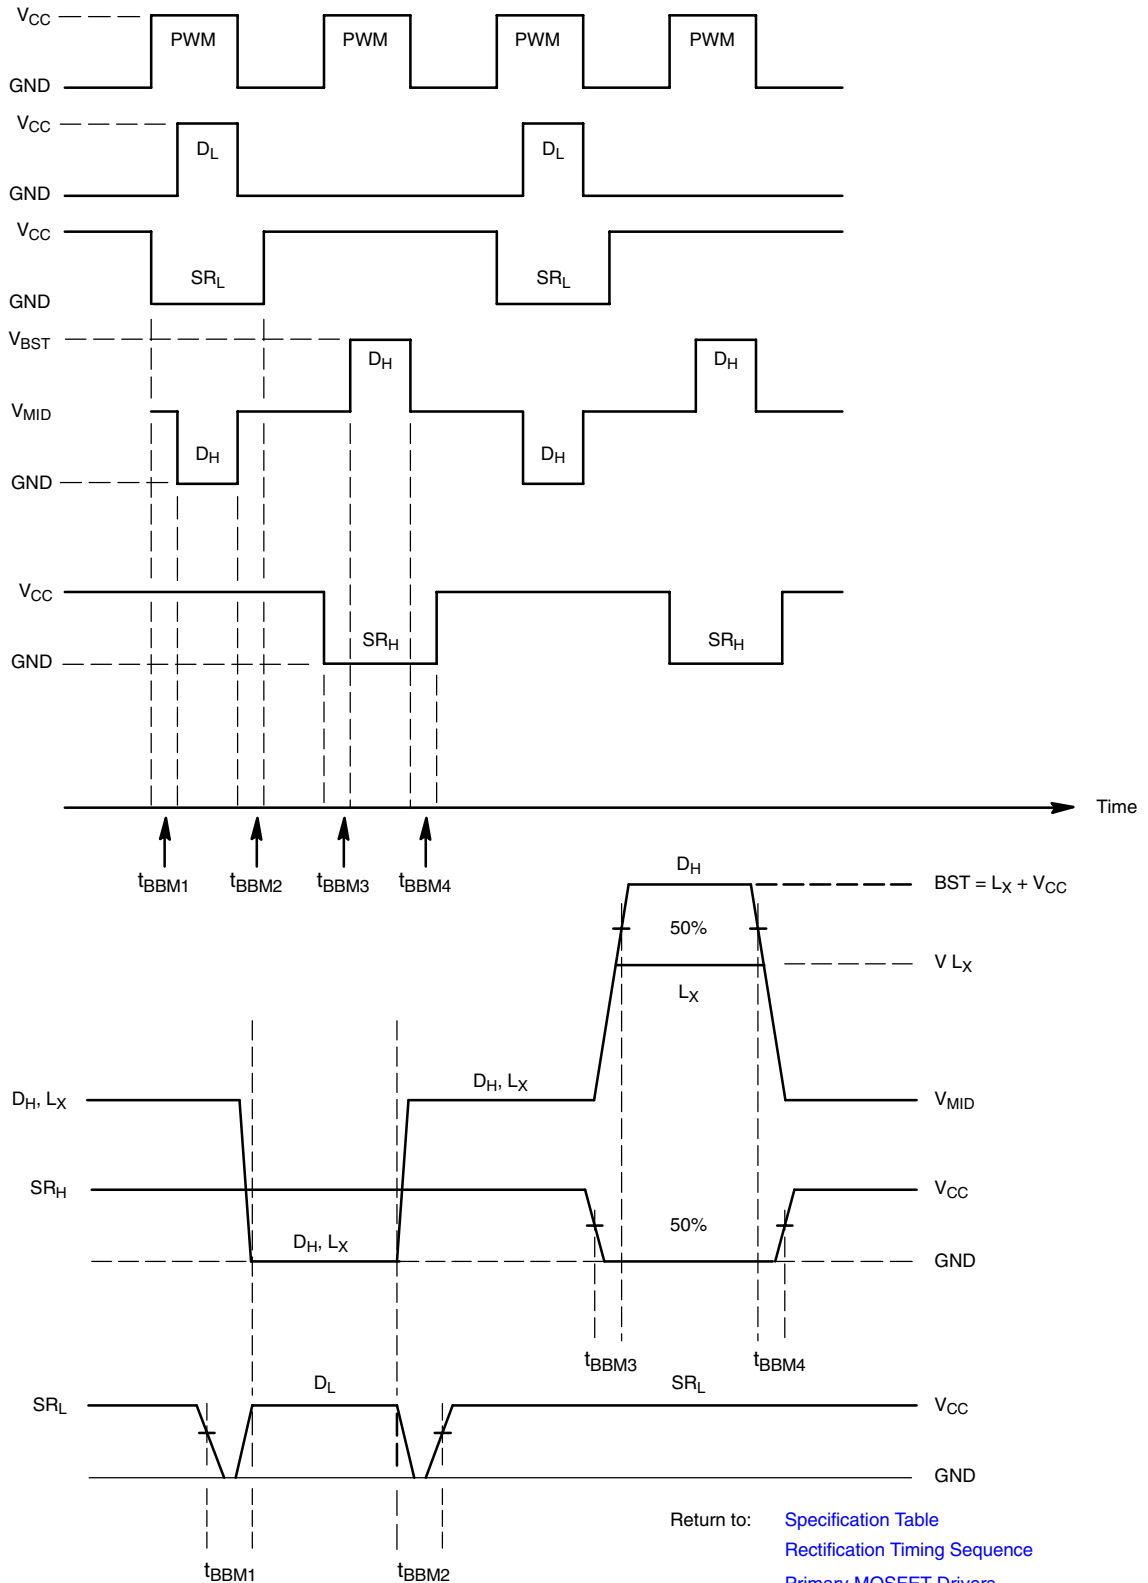 VCC
PWM PWM PWM PWM
GND
VCC
DL DL
GND
VCC
SRL SRL
GND
VBST
DH DH
VMID
DH DH
GND
VCC
SRH SRH
GND
Time
tBBM1 tBBM2 tBBM3 tBBM4
DH
BST = LX + VCC
50%
V LX
LX
DH, LX
DH, LX VMID
SRH VCC
50%
DH, LX
GND
tBBM3 tBBM4
DL SRL
SRL VCC
GND
Return to: Specification Table
Rectification Timing Sequence
tBBM1 tBBM2
Primary MOSFET Drivers